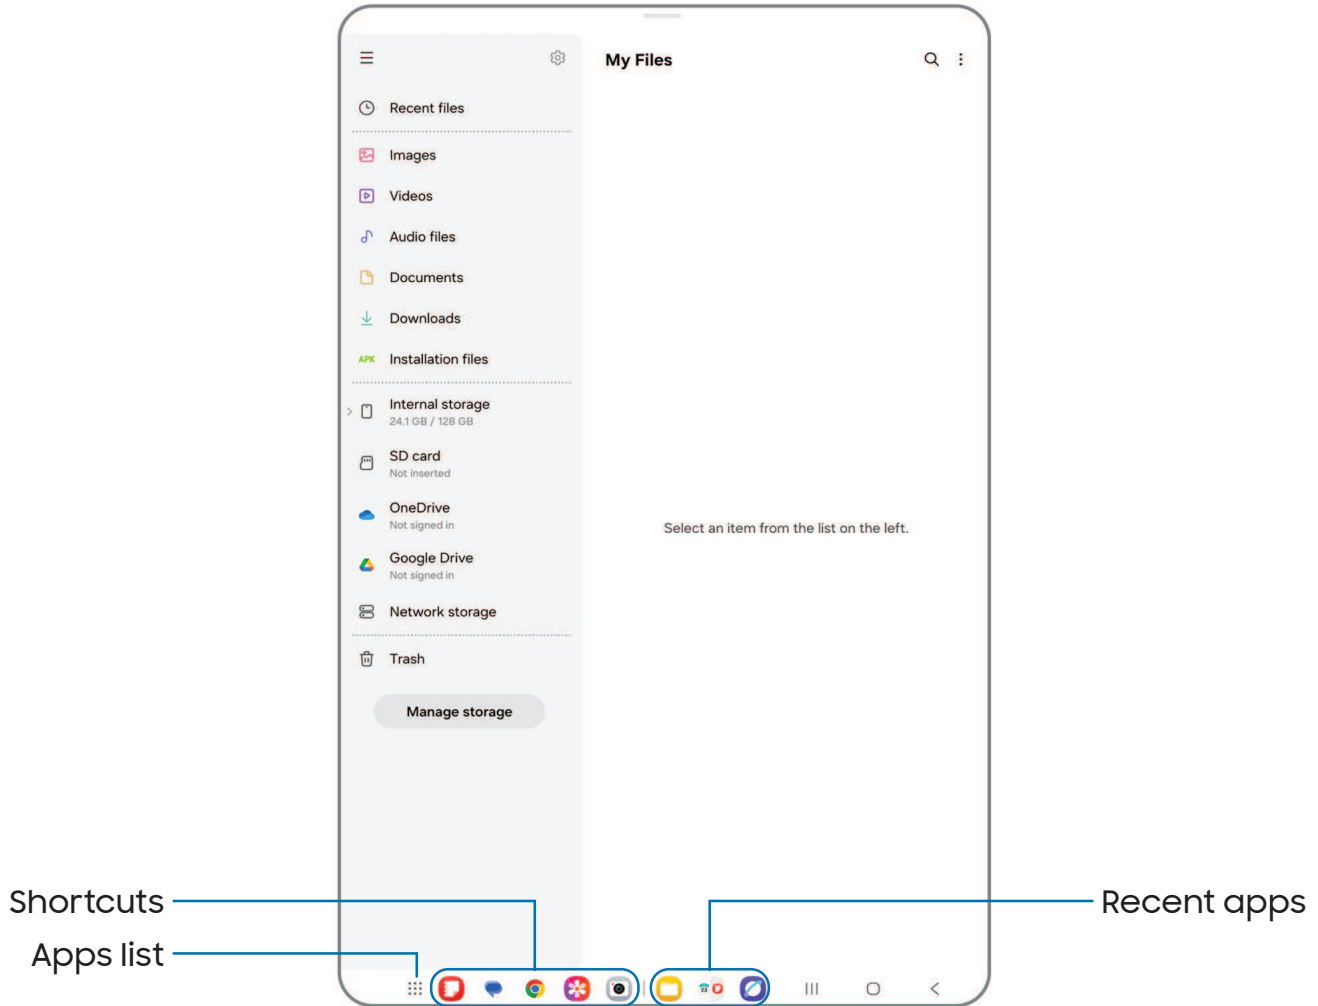 My Files
Recent files
Images
Videos
Audio files
Documents
Downloads
APK Installation files
Internal storage
24.1 GB / 128 GB
SD card
Not inserted
OneDrive
Not signed in
Google Drive
Not signed in
Network storage
Trash
Manage storage
Select an item from the list on the left.
Shortcuts
Apps list
Recent apps